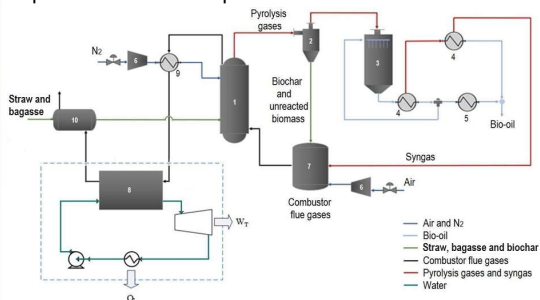 Pyrolysis
gases
N2
6
9
2
3
4
1
Biochar
and
unreacted
biomass
4
5
Bio-oil
Straw and
bagasse
10
Syngas
7
6
Air
8
Combustor
flue gases
WT
Air and N2
Bio-oil
Straw, bagasse and biochar
Combustor flue gases
Pyrolysis gases and syngas
Water